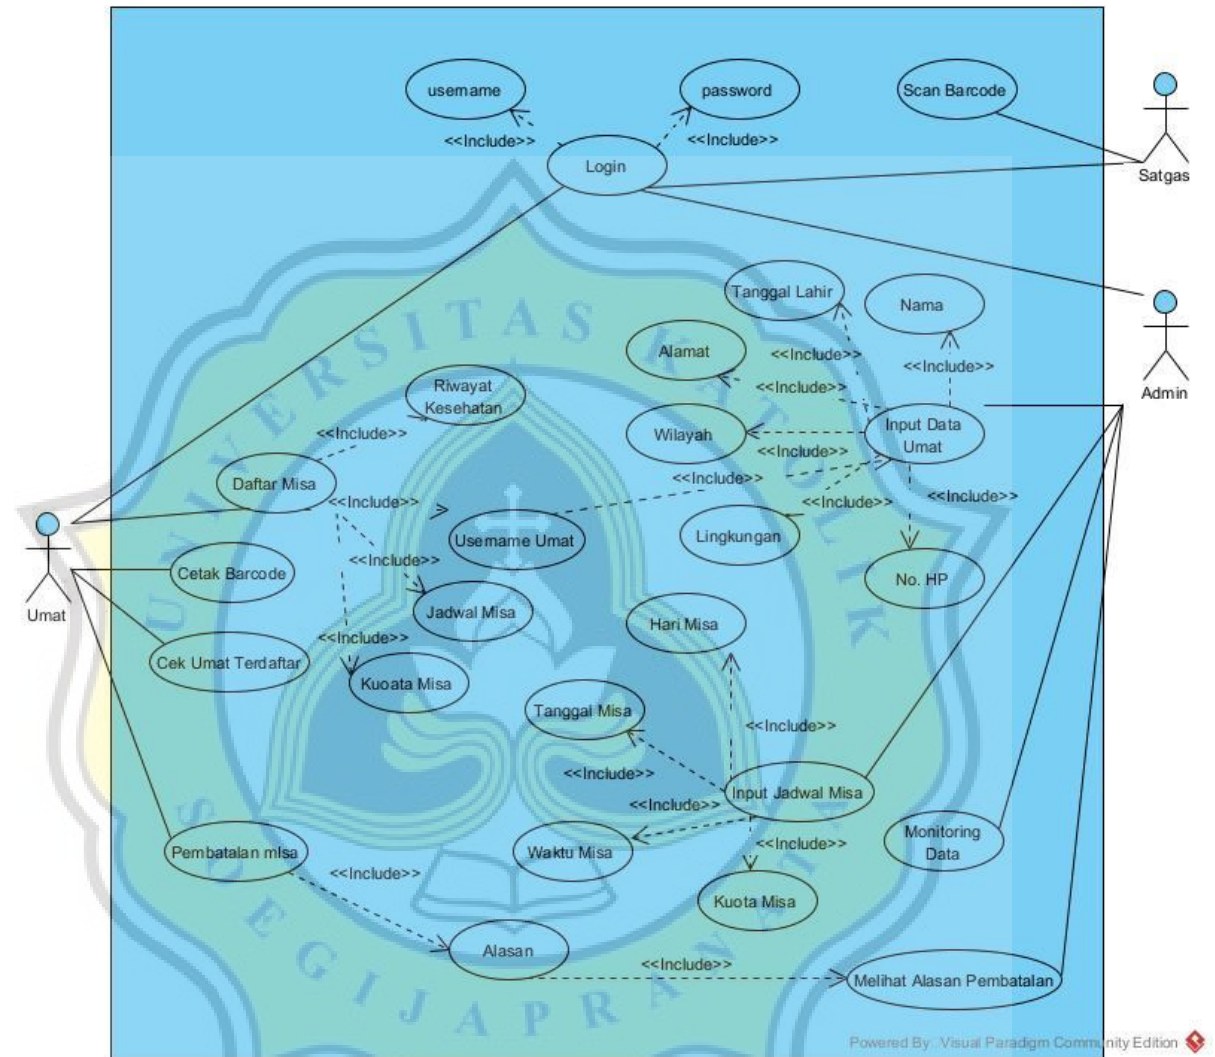 username
password
Scan Barcode
<<Include>>
<<Include>>
Login
Satgas
Tanggal Lahir
Nama
Alamat
<<Include>>
<<Include>>
<<Include>>
Admin
Riwayat
Kesehatan
Input Data
Umat
Wilayah
<<Include>>
<<Include>>
Daftar Misa
<<Include>>
<<Include>>
<<Include>>
<<Include>>
Username Umat
Lingkungan
<<Include>>
Cetak Barcode
No. HP
Umat
Jadwal Misa
Hari Misa
<<Include>>
Cek Umat Terdaftar
Kuoata Misa
Tanggal Misa
<<Include>>
<<Include>>
Input Jadwal Misa
<<Include>>
Monitoring
Data
Pembatalan misa
Waktu Misa
<<Include>>
<<Include>>
Kuota Misa
Alasan
<<Include>>
Melihat Alasan Pembatalan
UNIVERSITAS KATOLIK
SOEGIJAPRANATA
Powered By Visual Paradigm Community Edition